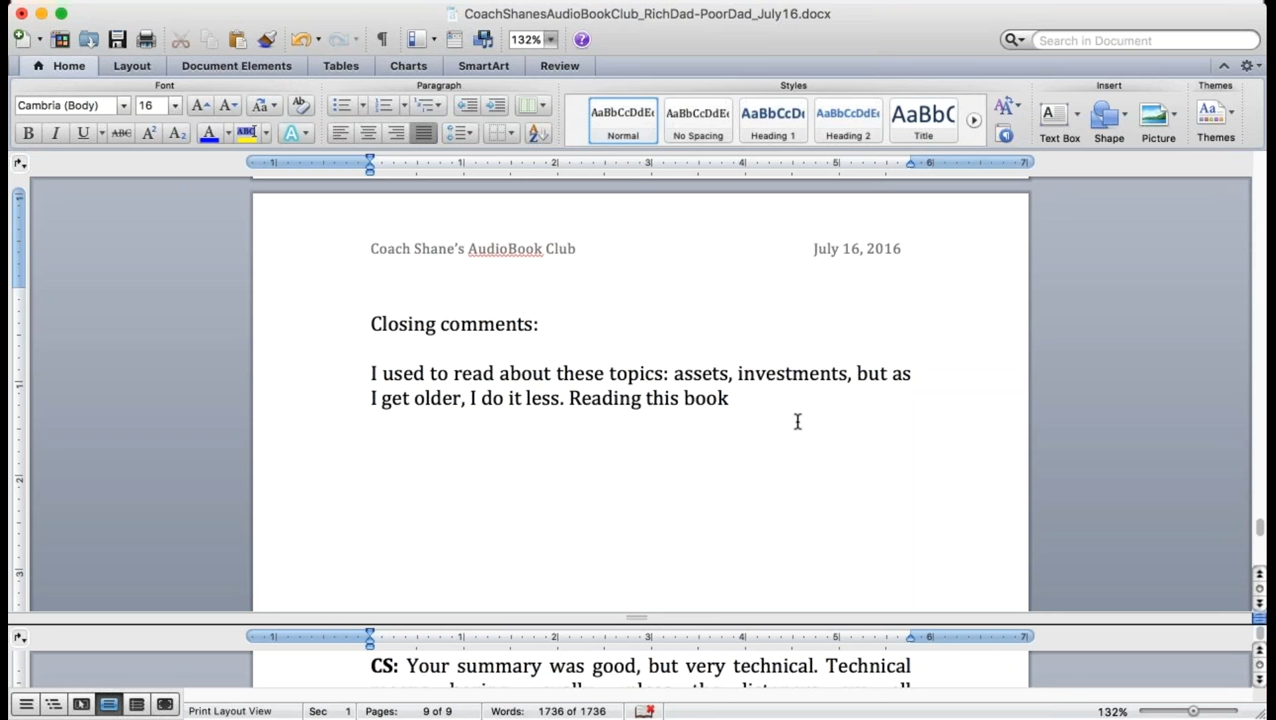 CoachShanesAudioBookClub_RichDad-PoorDad_July16.docx
132%
Search in Document
Home Layout Document Elements Tables Charts SmartArt Review
Font Paragraph Styles Insert Themes
Cambria (Body) 16
AaBbCcDdEe AaBbCcDdEe AaBbCcDı AaBbCcDdEe AaBbC
Normal No Spacing Heading 1 Heading 2 Title
Text Box Shape Picture Themes
Coach Shane's AudioBook Club July 16, 2016
Closing comments:
I used to read about these topics: assets, investments, but as
I get older, I do it less. Reading this book
CS: Your summary was good, but very technical. Technical
Print Layout View Sec 1 Pages: 9 of 9 Words: 1736 of 1736 132%